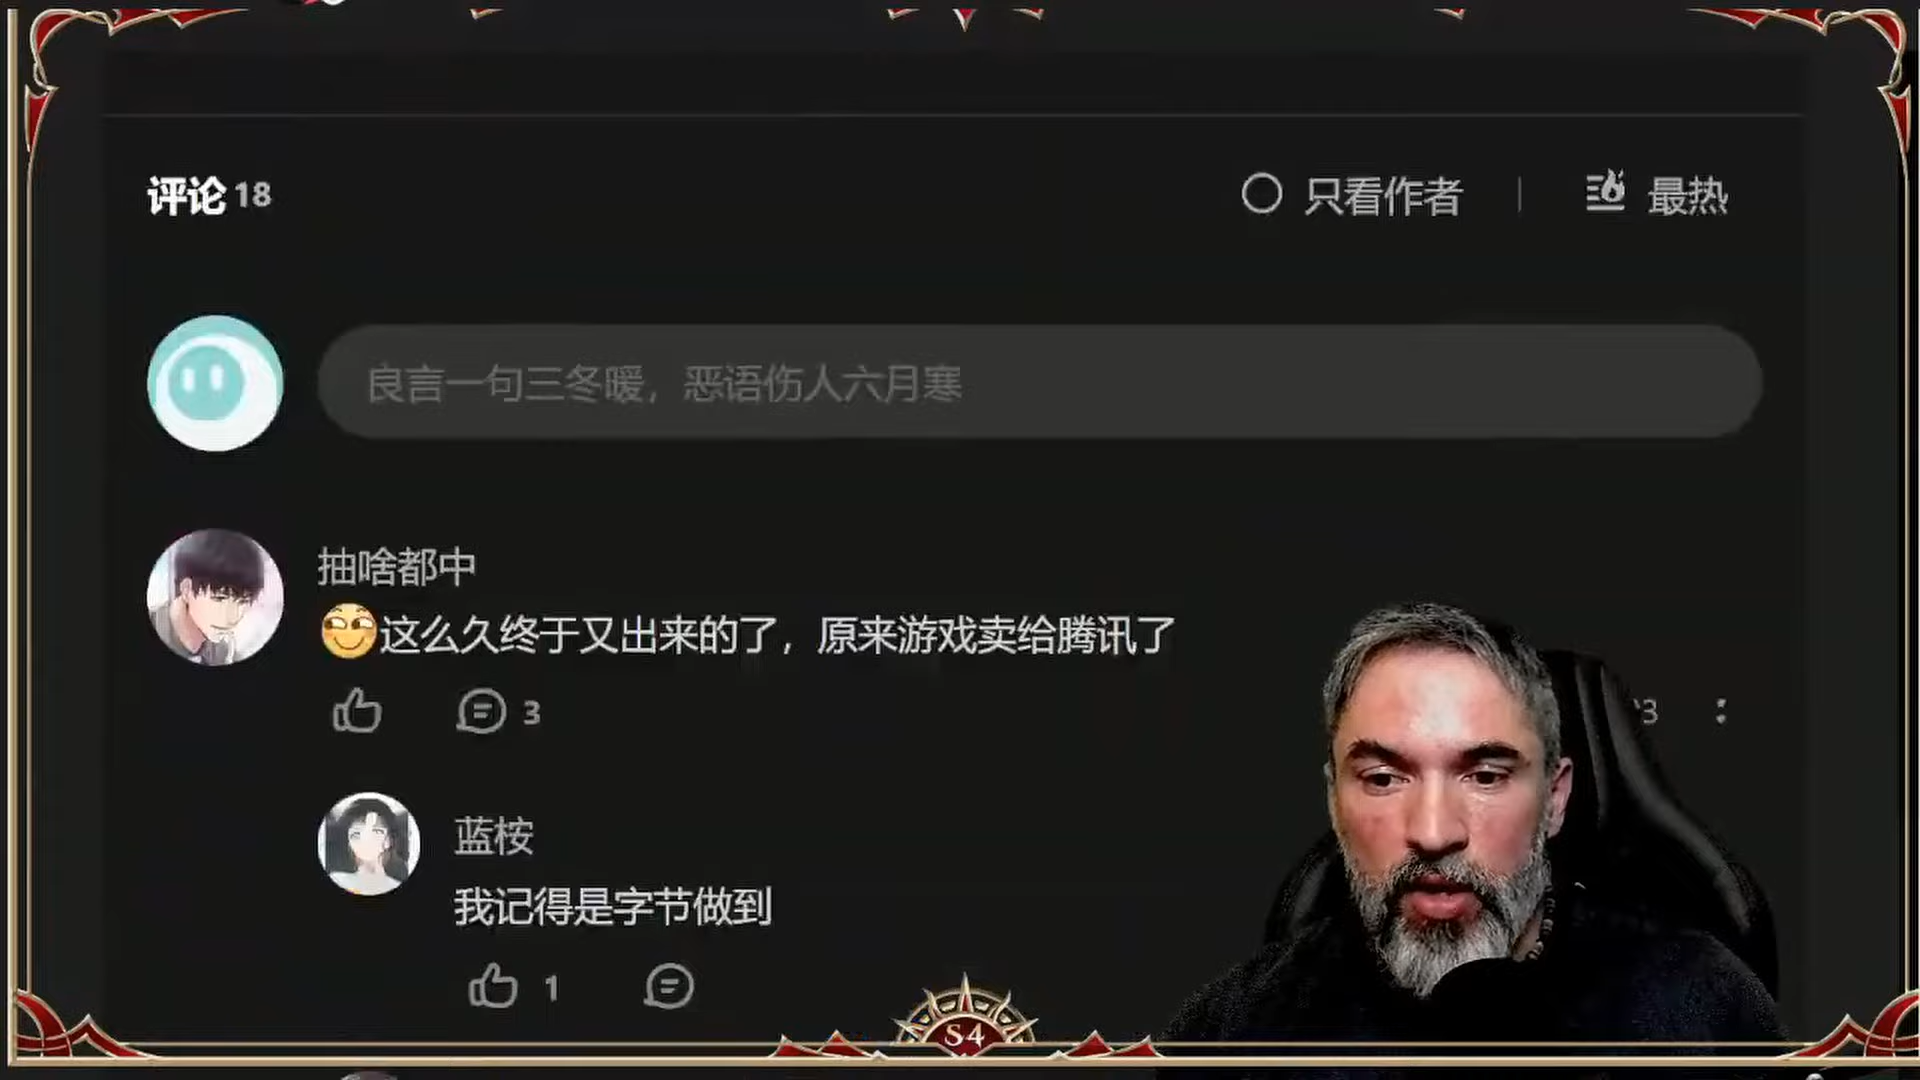 评论 18
只看作者
最热
良言一句三冬暖，恶语伤人六月寒
抽啥都中
这么久终于又出来的了，原来游戏卖给腾讯了
3
蓝桉
我记得是字节做到
1
S4